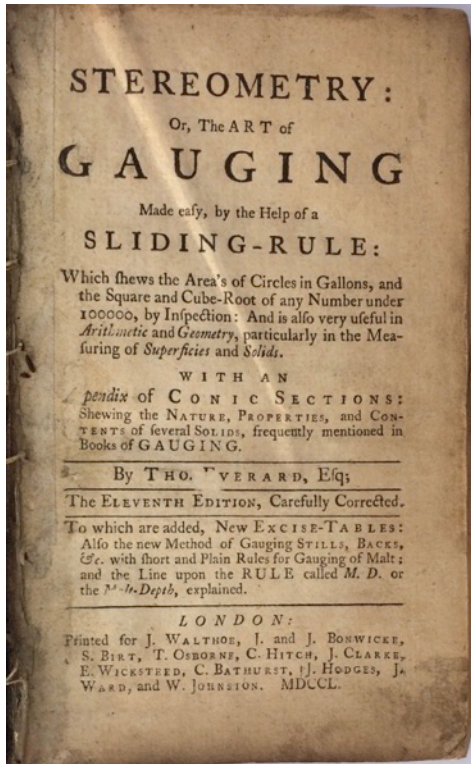 STEREOMETRY:
Or, The ART of
GAUGING
Made eaſy, by the Help of a
SLIDING-RULE:
Which ſhews the Area's of Circles in Gallons, and
the Square and Cube-Root of any Number under
100000, by Inſpection: And is alſo very uſeful in
Arithmetic and Geometry, particularly in the Mea-
ſuring of Superficies and Solids.
WITH AN
pendix of CONIC SECTIONS:
Shewing the NATURE, PROPERTIES, and CON-
TENTS of ſeveral SOLIDS, frequently mentioned in
Books of GAUGING.
By THO. EVERARD, Eſq;
The ELEVENTH EDITION, Carefully Corrected.
To which are added, New EXCISE-TABLES:
Alſo the new Method of Gauging STILLS, BACKS,
&c. with ſhort and Plain Rules for Gauging of Malt;
and the Line upon the RULE called M. D. or
the Malt-Depth, explained.
LONDON:
Printed for J. WALTHOE, J. and J. BONWICKE,
S. BIRT, T. OSBORNE, C. HITCH, J. CLARKE,
E. WICKSTEED, C. BATHURST, J. HODGES, J.
WARD, and W. JOHNSTON. MDCCL.